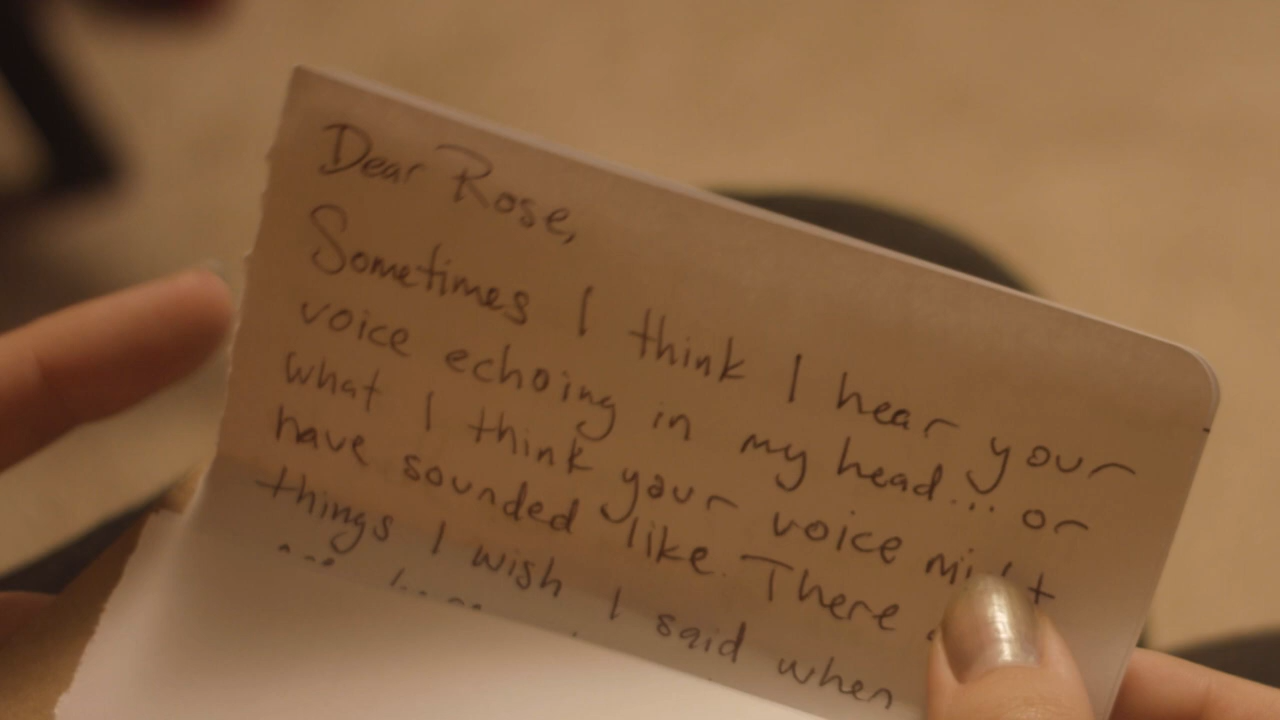 Dear Rose,
Sometimes I think I hear your
voice echoing in my head... or
what I think your voice might
have sounded like. There
things I wish I said when